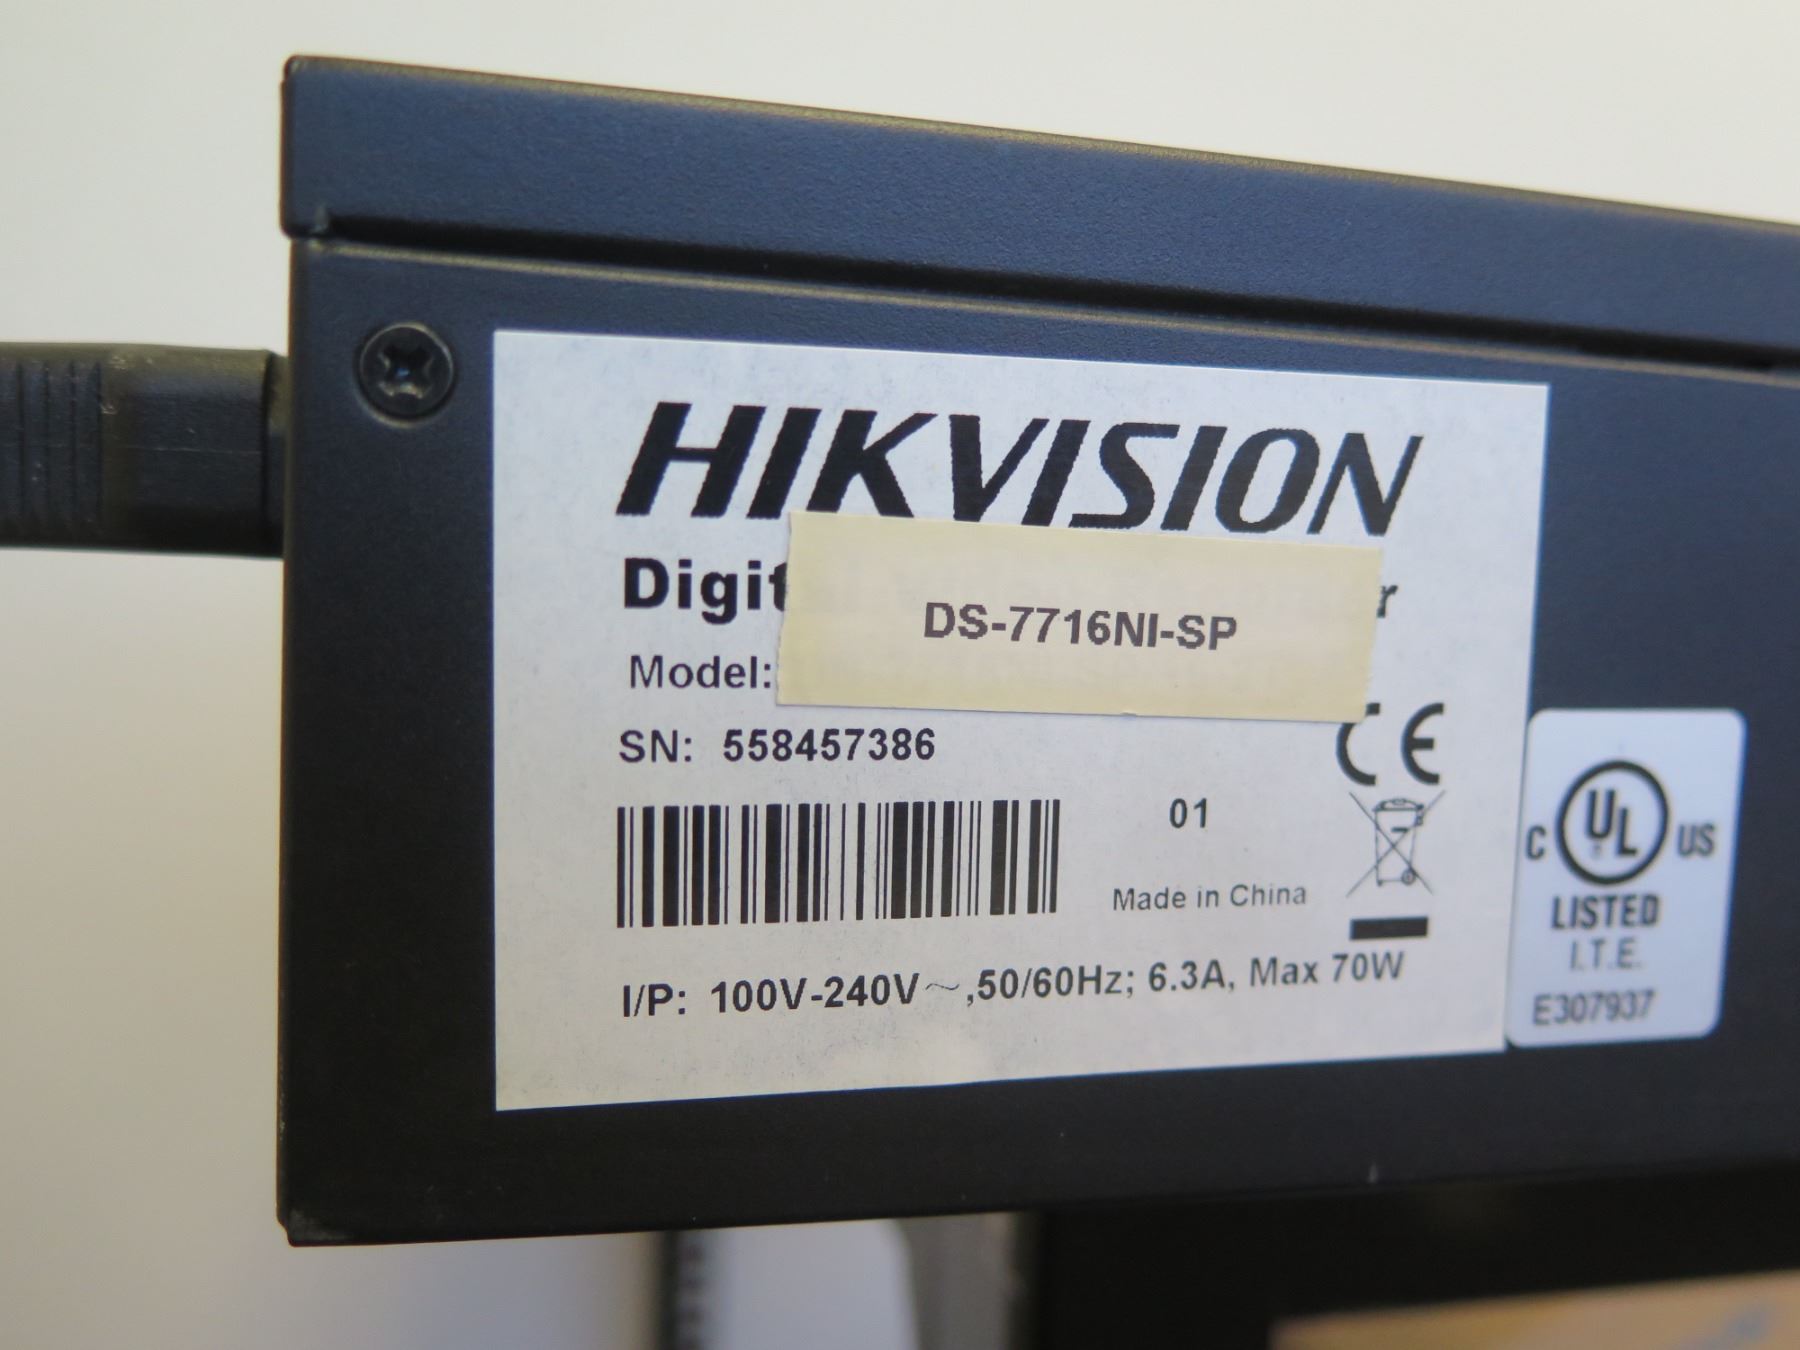 HIKVISION
Digit r
DS-7716NI-SP
Model:
SN: 558457386
CE
01
Made in China
I/P: 100V-240V～,50/60Hz; 6.3A, Max 70W
C UL US
LISTED
I.T.E.
E307937